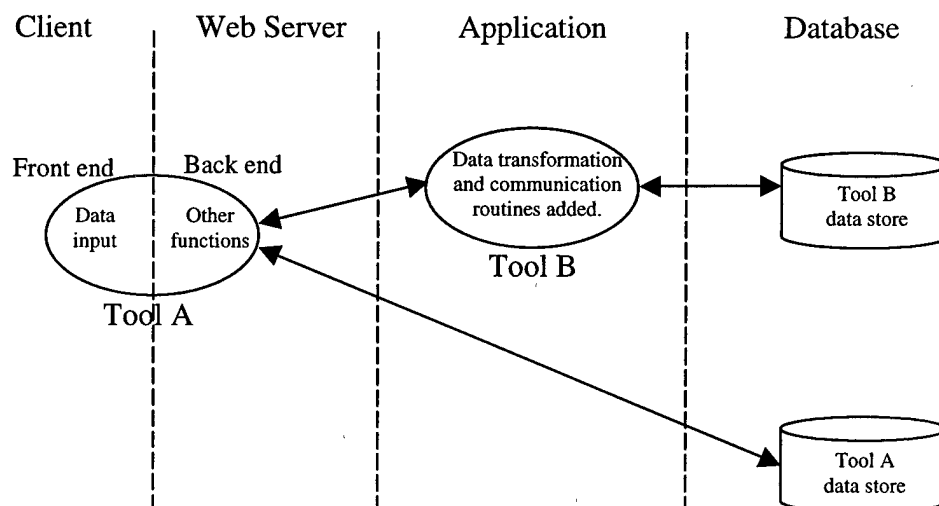 Client
Web Server
Application
Database
Front end
Back end
Data
input
Other
functions
Tool A
Data transformation
and communication
routines added.
Tool B
Tool B
data store
Tool A
data store